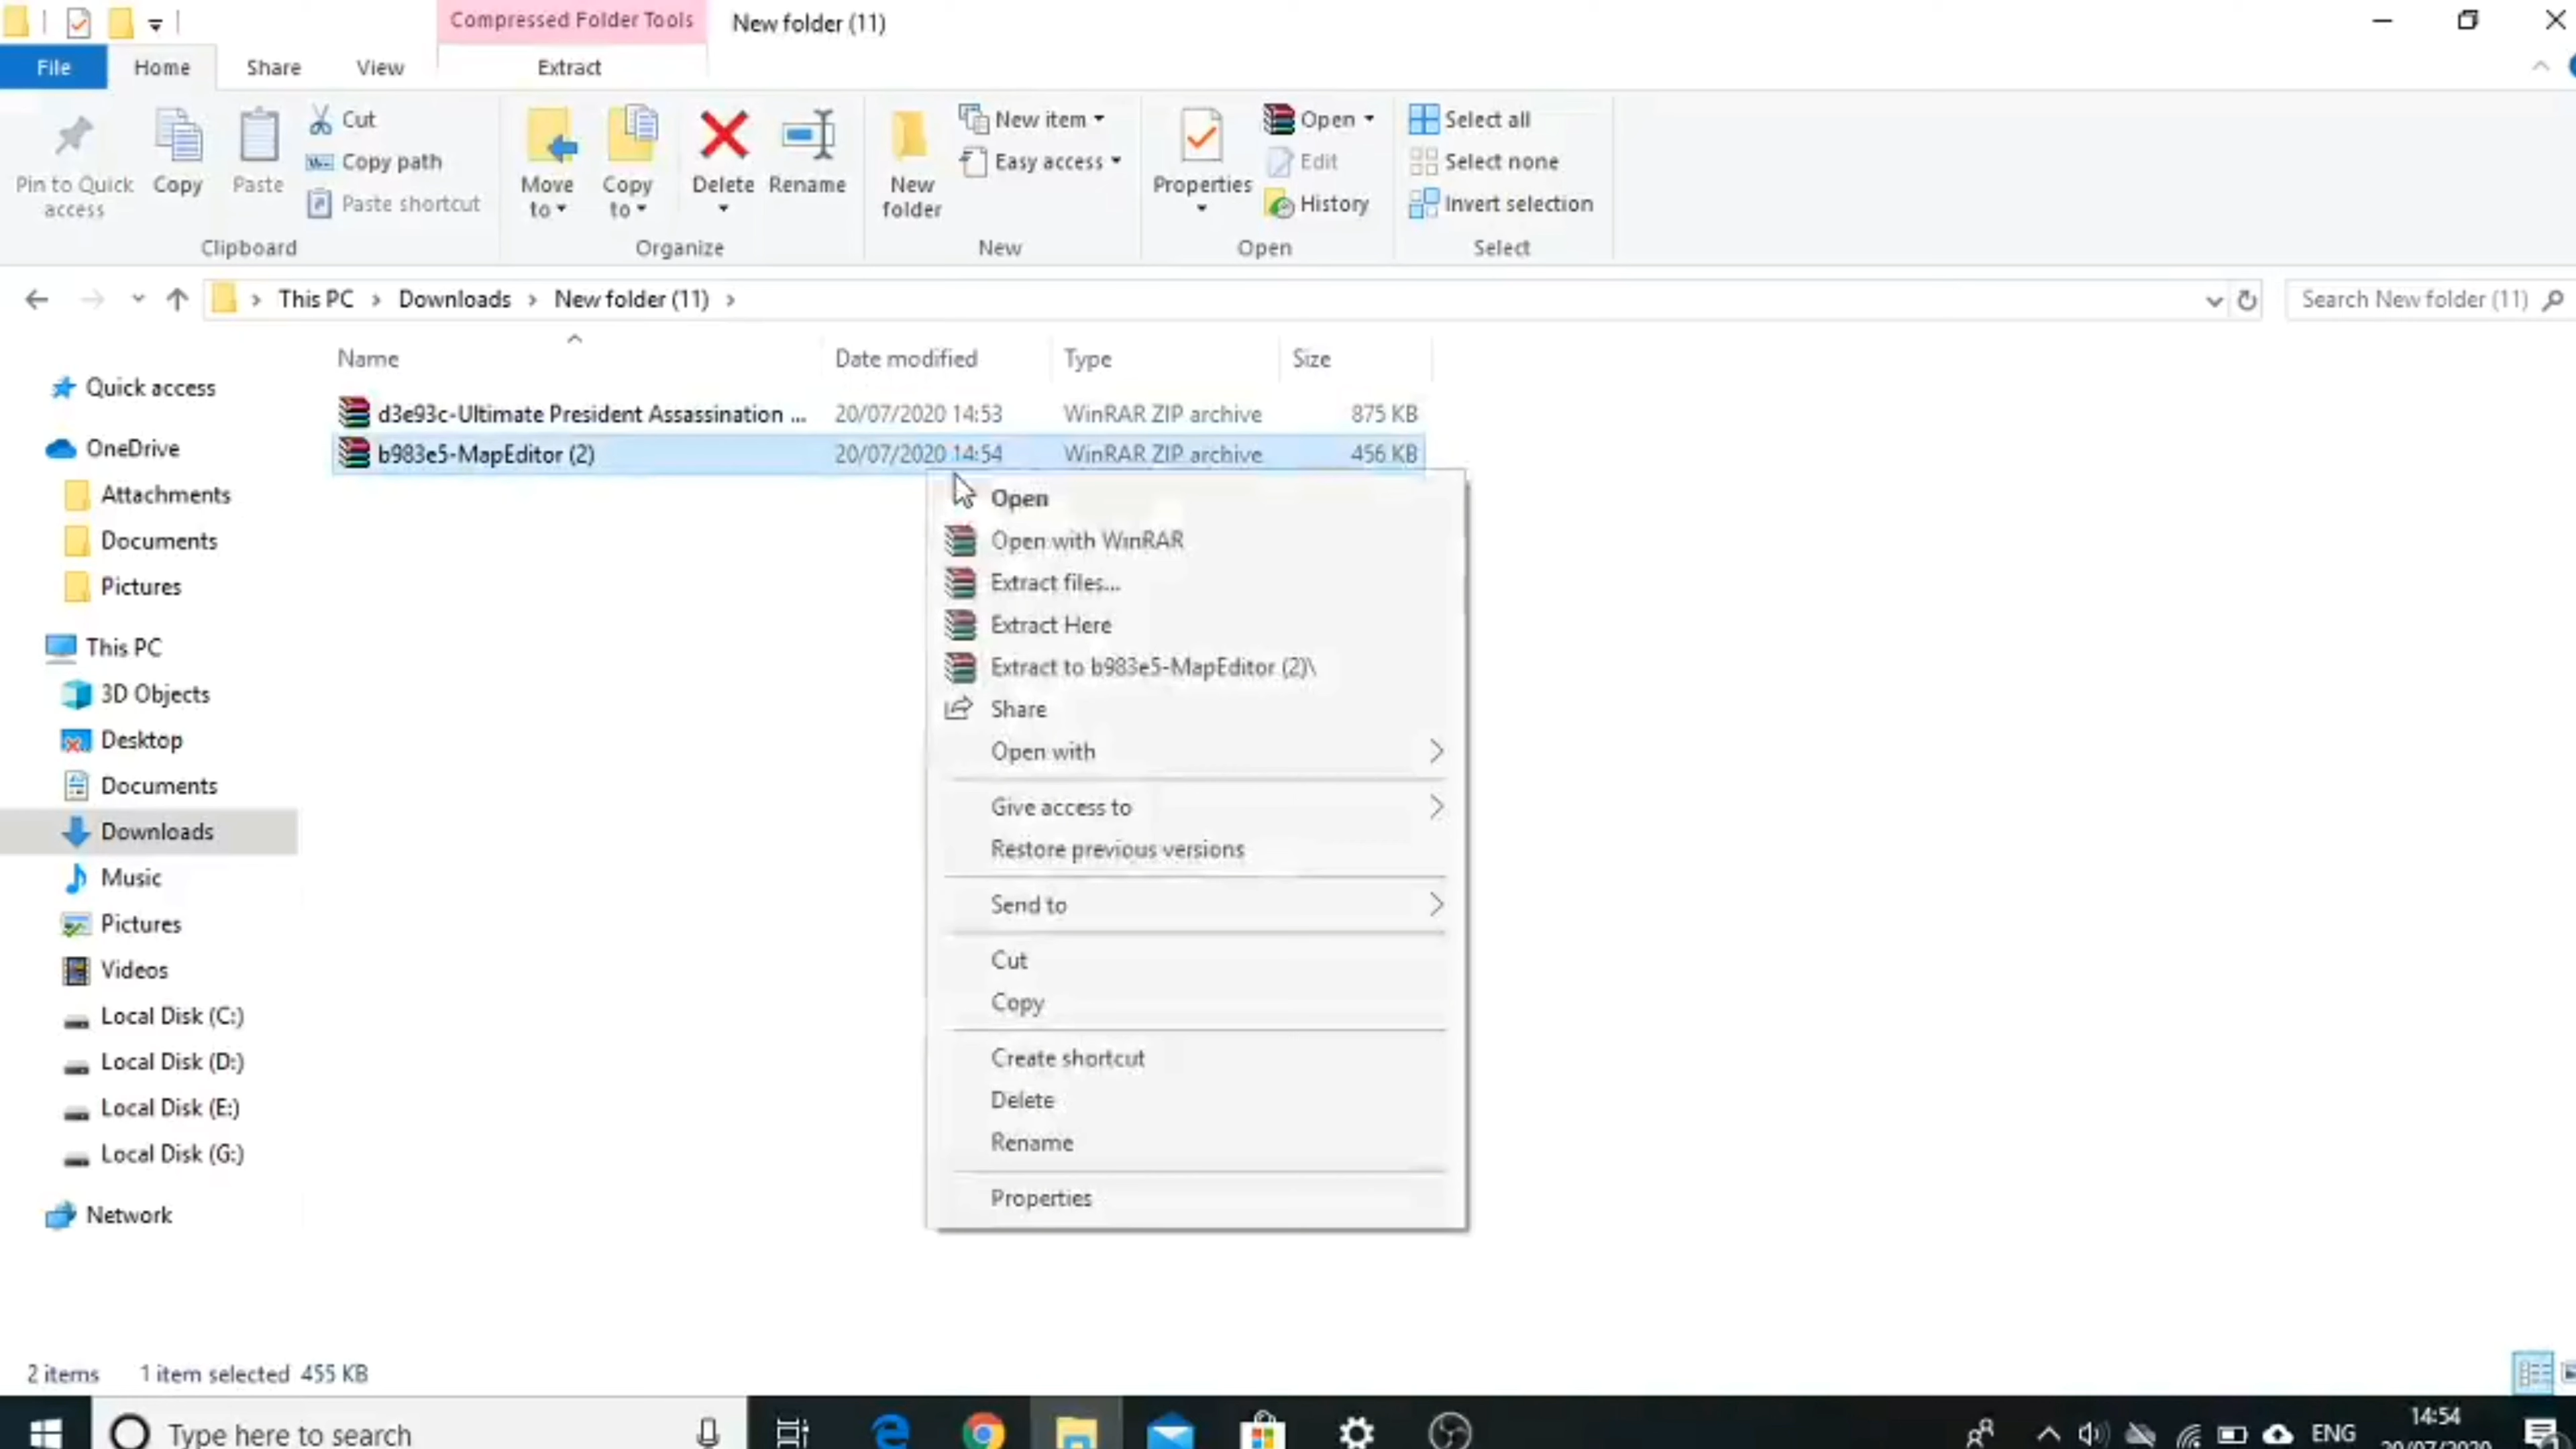 Compressed Folder Tools
New folder (11)
File
Home
Share
View
Extract
Pin to Quick access
Copy
Paste
Cut
Copy path
Paste shortcut
Clipboard
Move to
Copy to
Delete
Rename
Organize
New folder
New item
Easy access
New
Properties
Open
Edit
History
Open
Select all
Select none
Invert selection
Select
This PC > Downloads > New folder (11) >
Search New folder (11)
Name
Date modified
Type
Size
d3e93c-Ultimate President Assassination ... 20/07/2020 14:53 WinRAR ZIP archive 875 KB
b983e5-MapEditor (2) 20/07/2020 14:54 WinRAR ZIP archive 456 KB
Quick access
OneDrive
Attachments
Documents
Pictures
This PC
3D Objects
Desktop
Documents
Downloads
Music
Pictures
Videos
Local Disk (C:)
Local Disk (D:)
Local Disk (E:)
Local Disk (G:)
Network
Open
Open with WinRAR
Extract files...
Extract Here
Extract to b983e5-MapEditor (2)\
Share
Open with
Give access to
Restore previous versions
Send to
Cut
Copy
Create shortcut
Delete
Rename
Properties
2 items
1 item selected 455 KB
Type here to search
ENG
14:54
20/07/2020